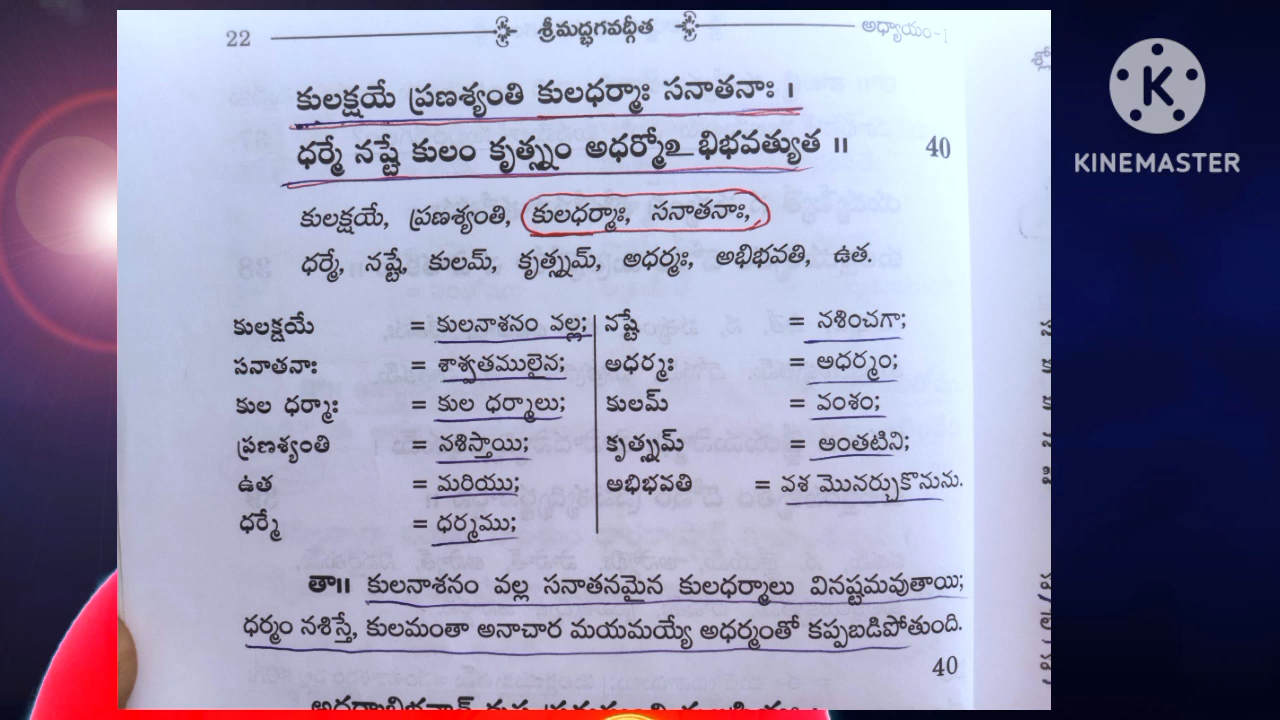 22 శ్రీమద్భగవద్గీత అధ్యాయం-1
కులక్షయే ప్రణశ్యంతి కులధర్మాః సనాతనాః ।
ధర్మే నష్టే కులం కృత్స్నం అధర్మోఽభిభవత్యుత ॥ 40
కులక్షయే, ప్రణశ్యంతి, కులధర్మాః, సనాతనాః,
ధర్మే, నష్టే, కులమ్, కృత్స్నమ్, అధర్మః, అభిభవతి, ఉత.
కులక్షయే = కులనాశనం వల్ల;
సనాతనాః = శాశ్వతములైన;
కుల ధర్మాః = కుల ధర్మాలు;
ప్రణశ్యంతి = నశిస్తాయి;
ఉత = మరియు;
ధర్మే = ధర్మము;
నష్టే = నశించగా;
అధర్మః = అధర్మం;
కులమ్ = వంశం;
కృత్స్నమ్ = అంతటిని;
అభిభవతి = వశ మొనర్చుకొనును.
తా॥ కులనాశనం వల్ల సనాతనమైన కులధర్మాలు వినష్టమవుతాయి;
ధర్మం నశిస్తే, కులమంతా అనాచార మయమయ్యే అధర్మంతో కప్పబడిపోతుంది.
40
KINEMASTER